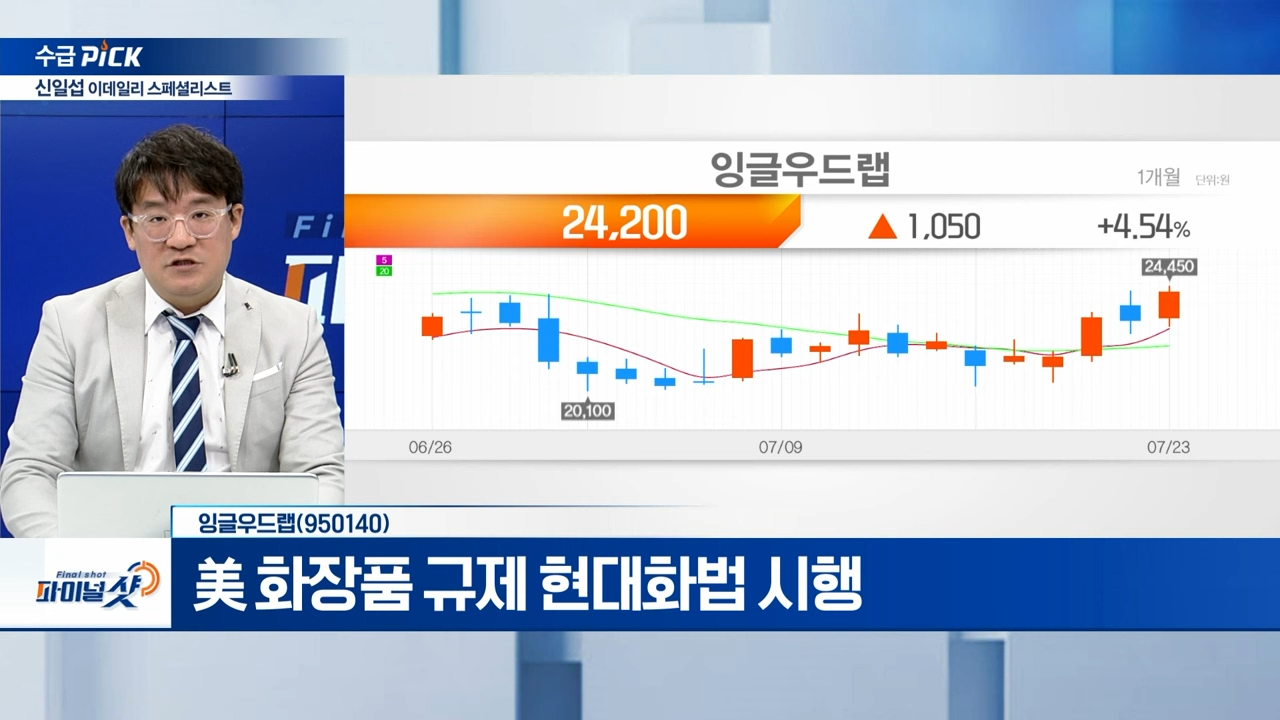 수급 PiCK
신일섭 이데일리 스페셜리스트
Fi
잉글우드랩
1개월 단위:원
24,200 ▲ 1,050 +4.54%
5
20
24,450
20,100
06/26 07/09 07/23
잉글우드랩(950140)
Final shot
파이널샷
美 화장품 규제 현대화법 시행